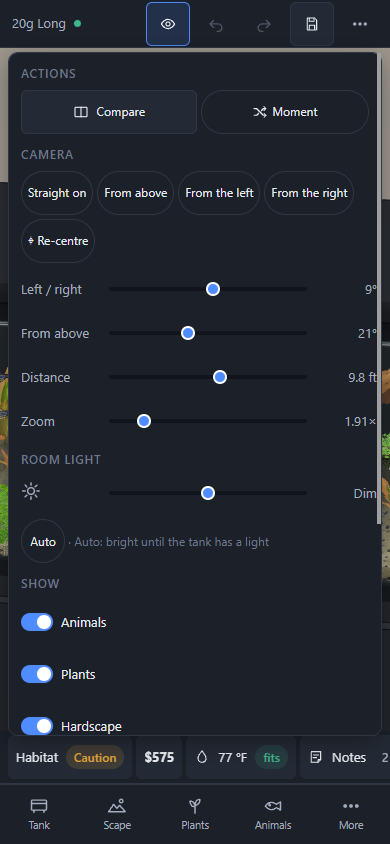 20g Long
ACTIONS
Compare
Moment
CAMERA
Straight on
From above
From the left
From the right
Re-centre
Left / right
9°
From above
21°
Distance
9.8 ft
Zoom
1.91×
ROOM LIGHT
Dim
Auto
· Auto: bright until the tank has a light
SHOW
Animals
Plants
Hardscape
Habitat
Caution
$575
77 °F
fits
Notes
2
Tank
Scape
Plants
Animals
More